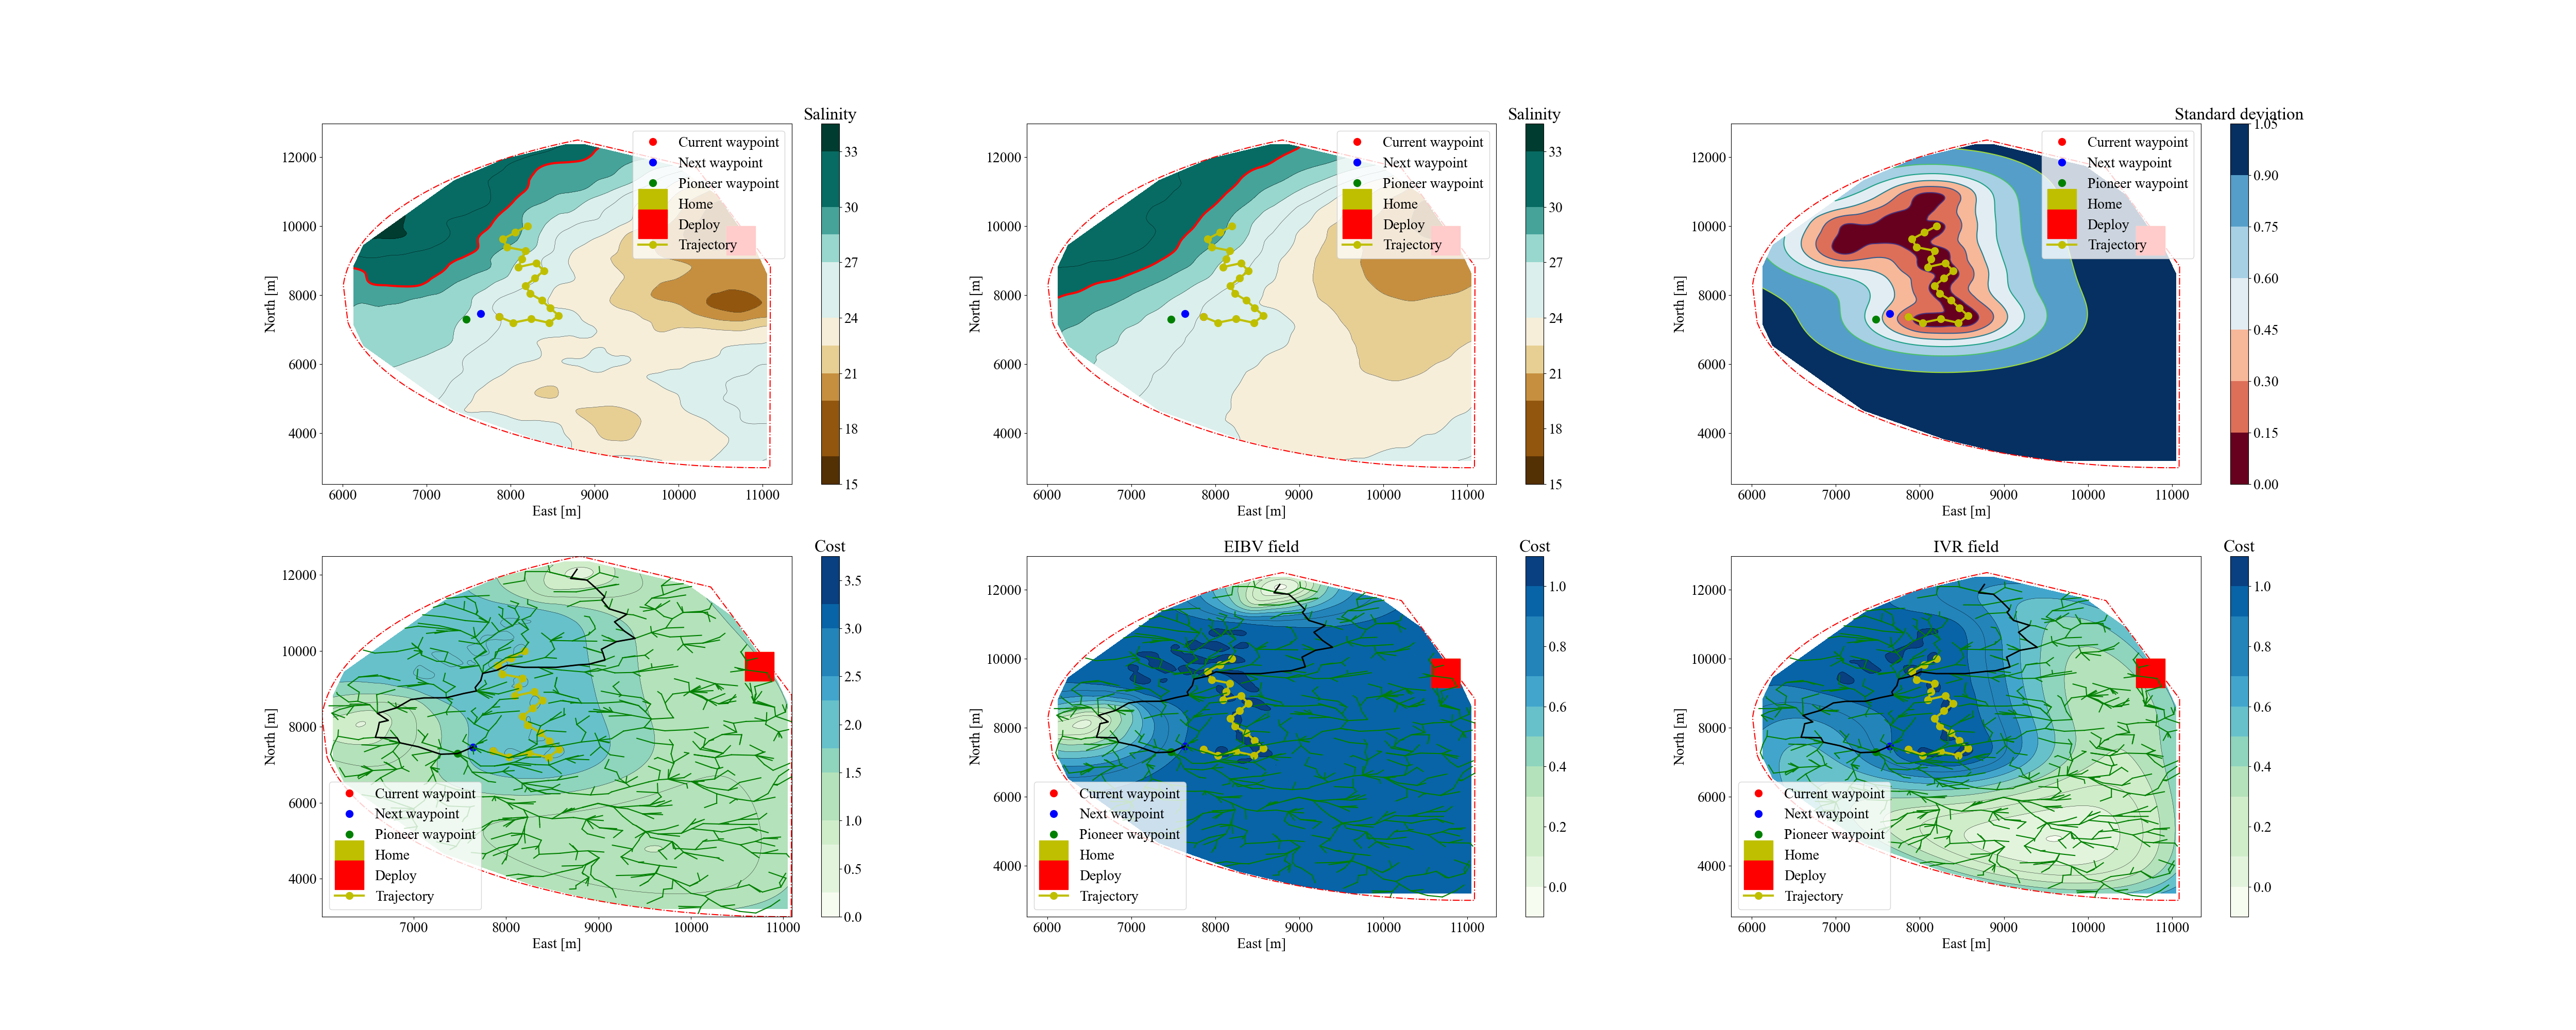 Salinity
12000
10000
8000
6000
4000
6000
7000
8000
9000
10000
11000
North [m]
East [m]
Current waypoint
Next waypoint
Pioneer waypoint
Home
Deploy
Trajectory
33
30
27
24
21
18
15
Salinity
12000
10000
8000
6000
4000
6000
7000
8000
9000
10000
11000
North [m]
East [m]
Current waypoint
Next waypoint
Pioneer waypoint
Home
Deploy
Trajectory
33
30
27
24
21
18
15
Standard deviation
12000
10000
8000
6000
4000
6000
7000
8000
9000
10000
11000
North [m]
East [m]
Current waypoint
Next waypoint
Pioneer waypoint
Home
Deploy
Trajectory
1.05
0.90
0.75
0.60
0.45
0.30
0.15
0.00
Cost
12000
10000
8000
6000
4000
7000
8000
9000
10000
11000
North [m]
East [m]
Current waypoint
Next waypoint
Pioneer waypoint
Home
Deploy
Trajectory
3.5
3.0
2.5
2.0
1.5
1.0
0.5
0.0
EIBV field
Cost
12000
10000
8000
6000
4000
6000
7000
8000
9000
10000
11000
North [m]
East [m]
Current waypoint
Next waypoint
Pioneer waypoint
Home
Deploy
Trajectory
1.0
0.8
0.6
0.4
0.2
0.0
IVR field
Cost
12000
10000
8000
6000
4000
6000
7000
8000
9000
10000
11000
North [m]
East [m]
Current waypoint
Next waypoint
Pioneer waypoint
Home
Deploy
Trajectory
1.0
0.8
0.6
0.4
0.2
0.0